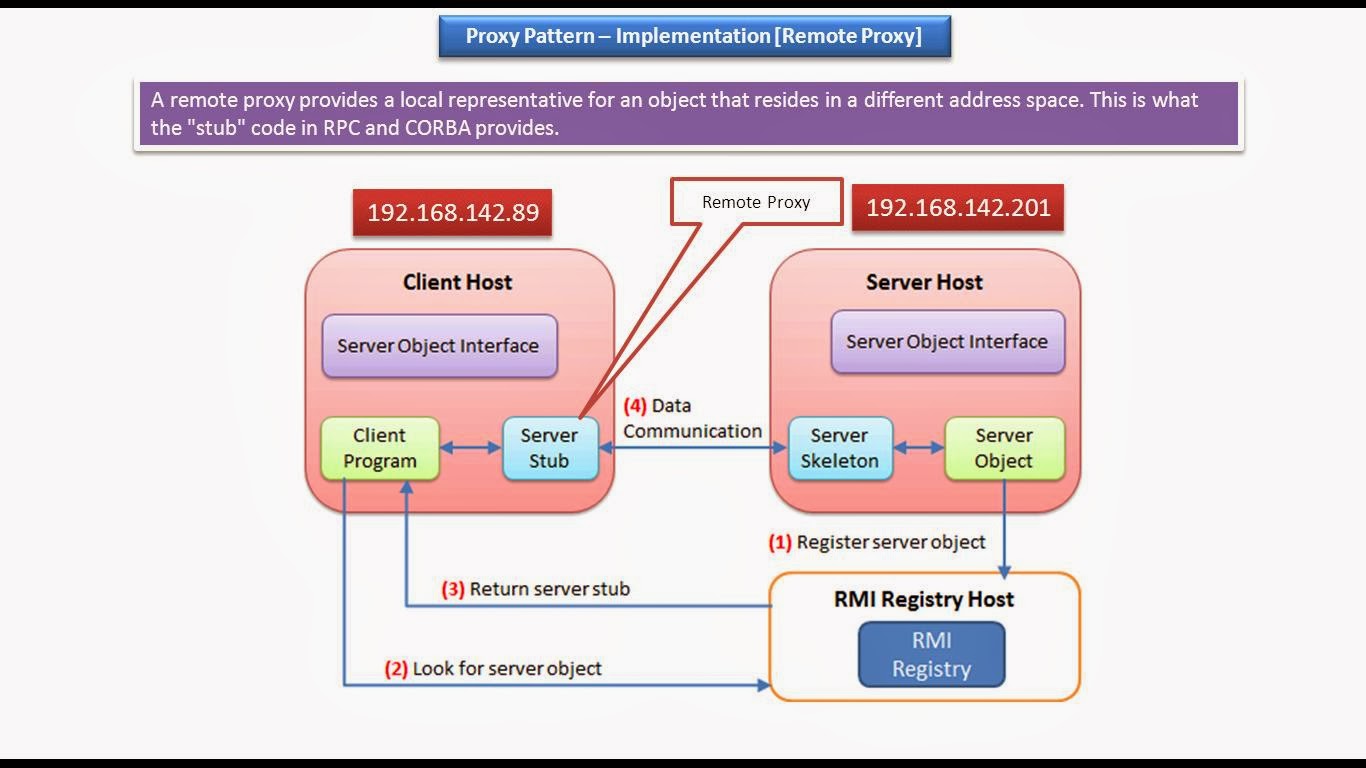 Proxy Pattern – Implementation [Remote Proxy]
A remote proxy provides a local representative for an object that resides in a different address space. This is what
the "stub" code in RPC and CORBA provides.
192.168.142.89
Remote Proxy
192.168.142.201
Client Host
Server Object Interface
Client
Program
Server
Stub
(4) Data
Communication
Server Host
Server Object Interface
Server
Skeleton
Server
Object
(1) Register server object
(3) Return server stub
(2) Look for server object
RMI Registry Host
RMI
Registry